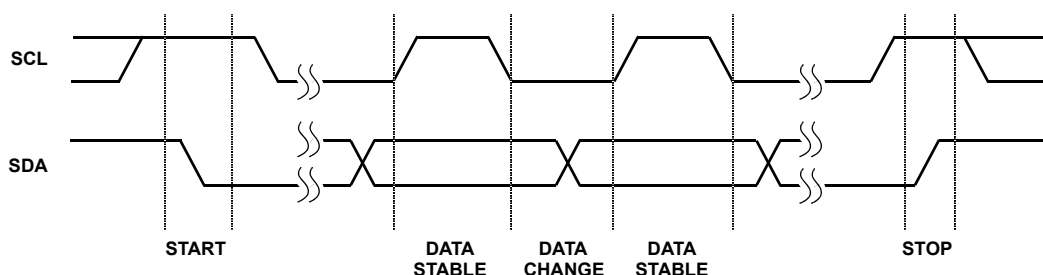 SCL
SDA
START
DATA
STABLE
DATA
CHANGE
DATA
STABLE
STOP